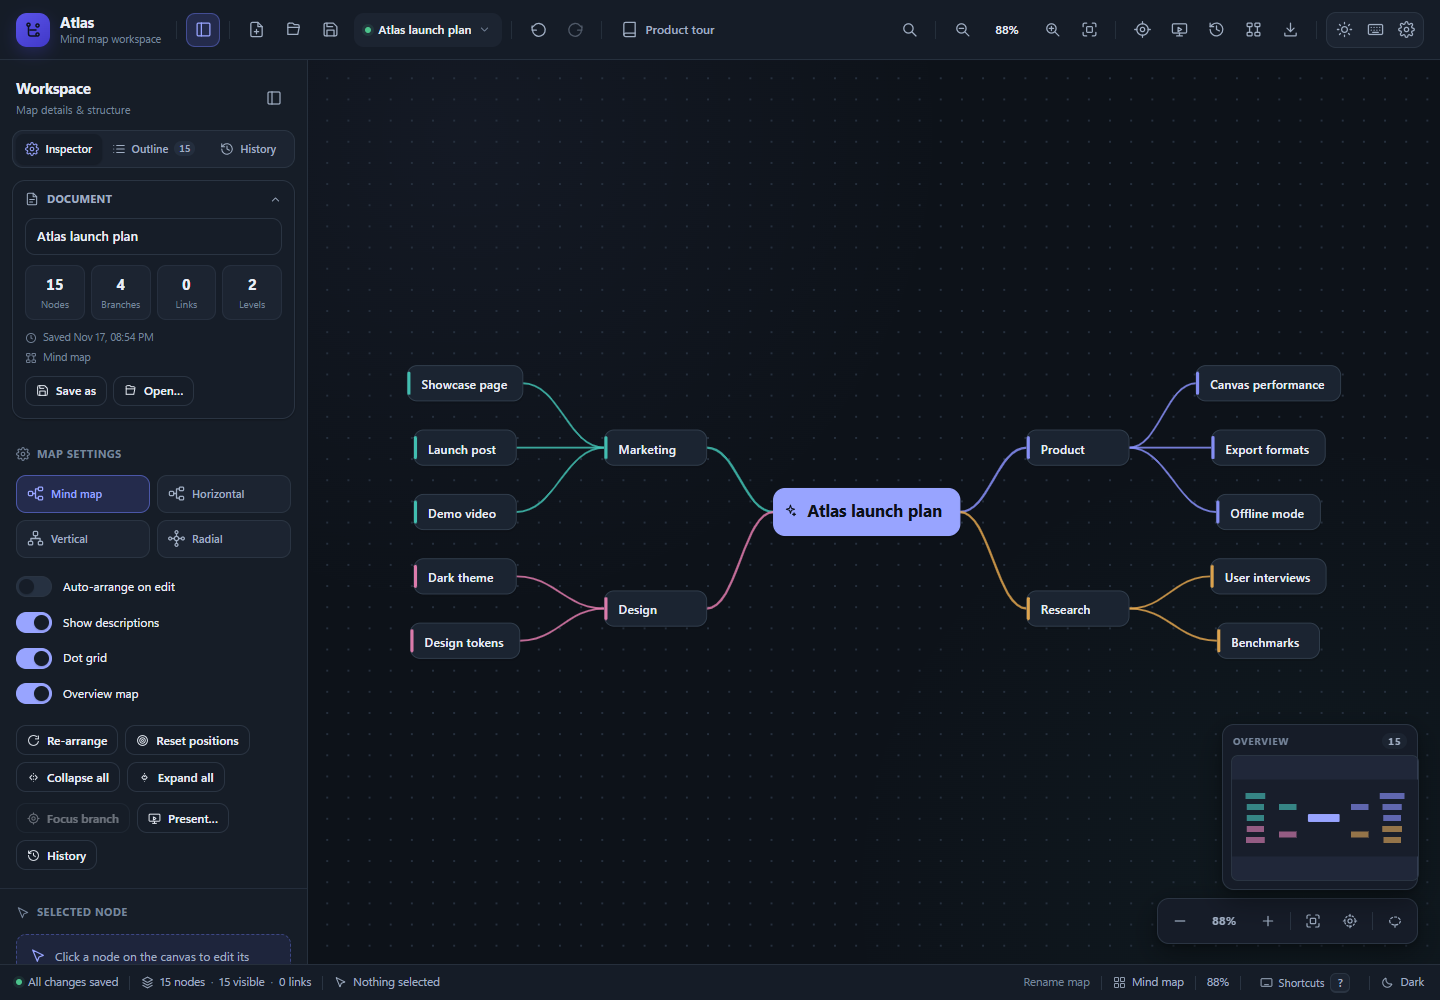 Atlas
Mind map workspace
Atlas launch plan
Product tour
88%
Workspace
Map details & structure
Inspector
Outline 15
History
DOCUMENT
Atlas launch plan
15 4 0 2
Nodes Branches Links Levels
Saved Nov 17, 08:54 PM
Mind map
Save as Open...
MAP SETTINGS
Mind map Horizontal
Vertical Radial
Auto-arrange on edit
Show descriptions
Dot grid
Overview map
Re-arrange Reset positions
Collapse all Expand all
Focus branch Present...
History
SELECTED NODE
Click a node on the canvas to edit its
Showcase page
Launch post
Demo video
Marketing
Dark theme
Design tokens
Design
Atlas launch plan
Product
Canvas performance
Export formats
Offline mode
Research
User interviews
Benchmarks
OVERVIEW 15
88%
All changes saved
15 nodes · 15 visible · 0 links
Nothing selected
Rename map
Mind map
88%
Shortcuts ?
Dark